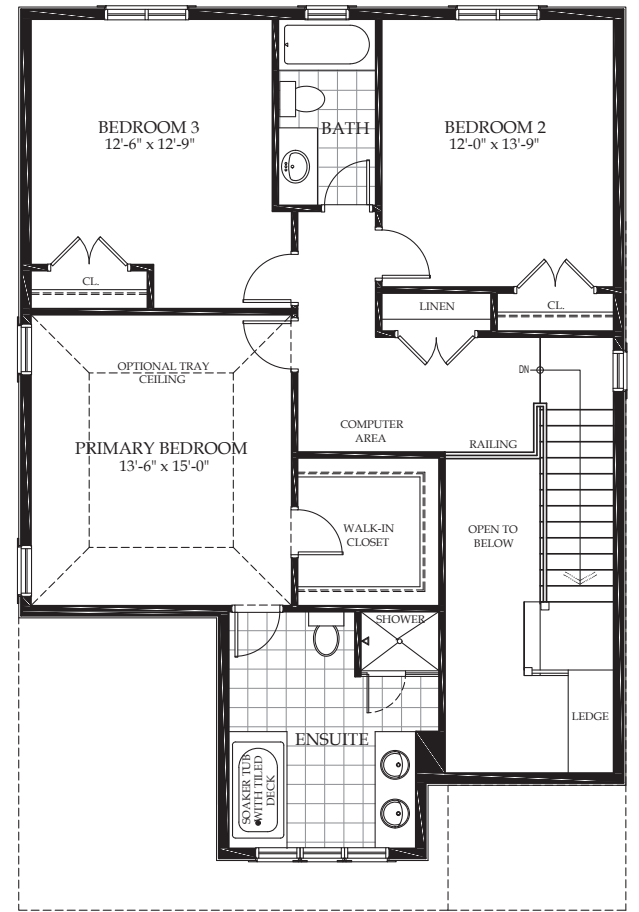 BEDROOM 3
12'-6" x 12'-9"
BATH
BEDROOM 2
12'-0" x 13'-9"
CL.
LINEN
CL.
OPTIONAL TRAY
CEILING
DN
COMPUTER
AREA
RAILING
PRIMARY BEDROOM
13'-6" x 15'-0"
WALK-IN
CLOSET
OPEN TO
BELOW
SHOWER
LEDGE
ENSUITE
SOAKER TUB
WITH TILED
DECK